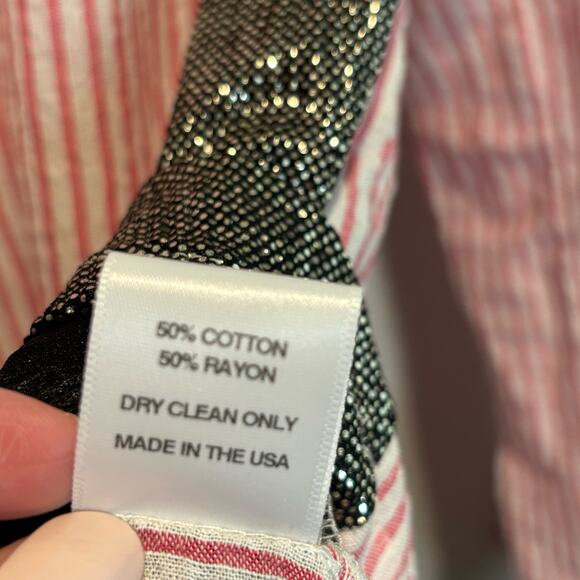 50% COTTON
50% RAYON
DRY CLEAN ONLY
MADE IN THE USA